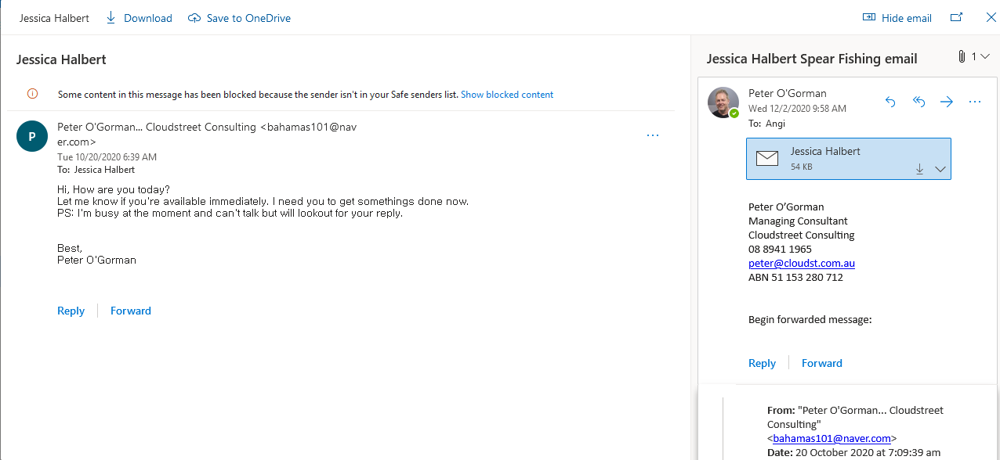 Jessica Halbert
Download
Save to OneDrive
Hide email
Jessica Halbert
Some content in this message has been blocked because the sender isn't in your Safe senders list. Show blocked content
P
Peter O'Gorman... Cloudstreet Consulting <bahamas101@nav
er.com>
Tue 10/20/2020 6:39 AM
To: Jessica Halbert
Hi, How are you today?
Let me know if you're available immediately. I need you to get somethings done now.
PS: I'm busy at the moment and can't talk but will lookout for your reply.
Best,
Peter O'Gorman
Reply
Forward
Jessica Halbert Spear Fishing email
1
Peter O'Gorman
Wed 12/2/2020 9:58 AM
To: Angi
Jessica Halbert
54 KB
Peter O’Gorman
Managing Consultant
Cloudstreet Consulting
08 8941 1965
peter@cloudst.com.au
ABN 51 153 280 712
Begin forwarded message:
Reply
Forward
From: "Peter O'Gorman... Cloudstreet
Consulting"
<bahamas101@naver.com>
Date: 20 October 2020 at 7:09:39 am